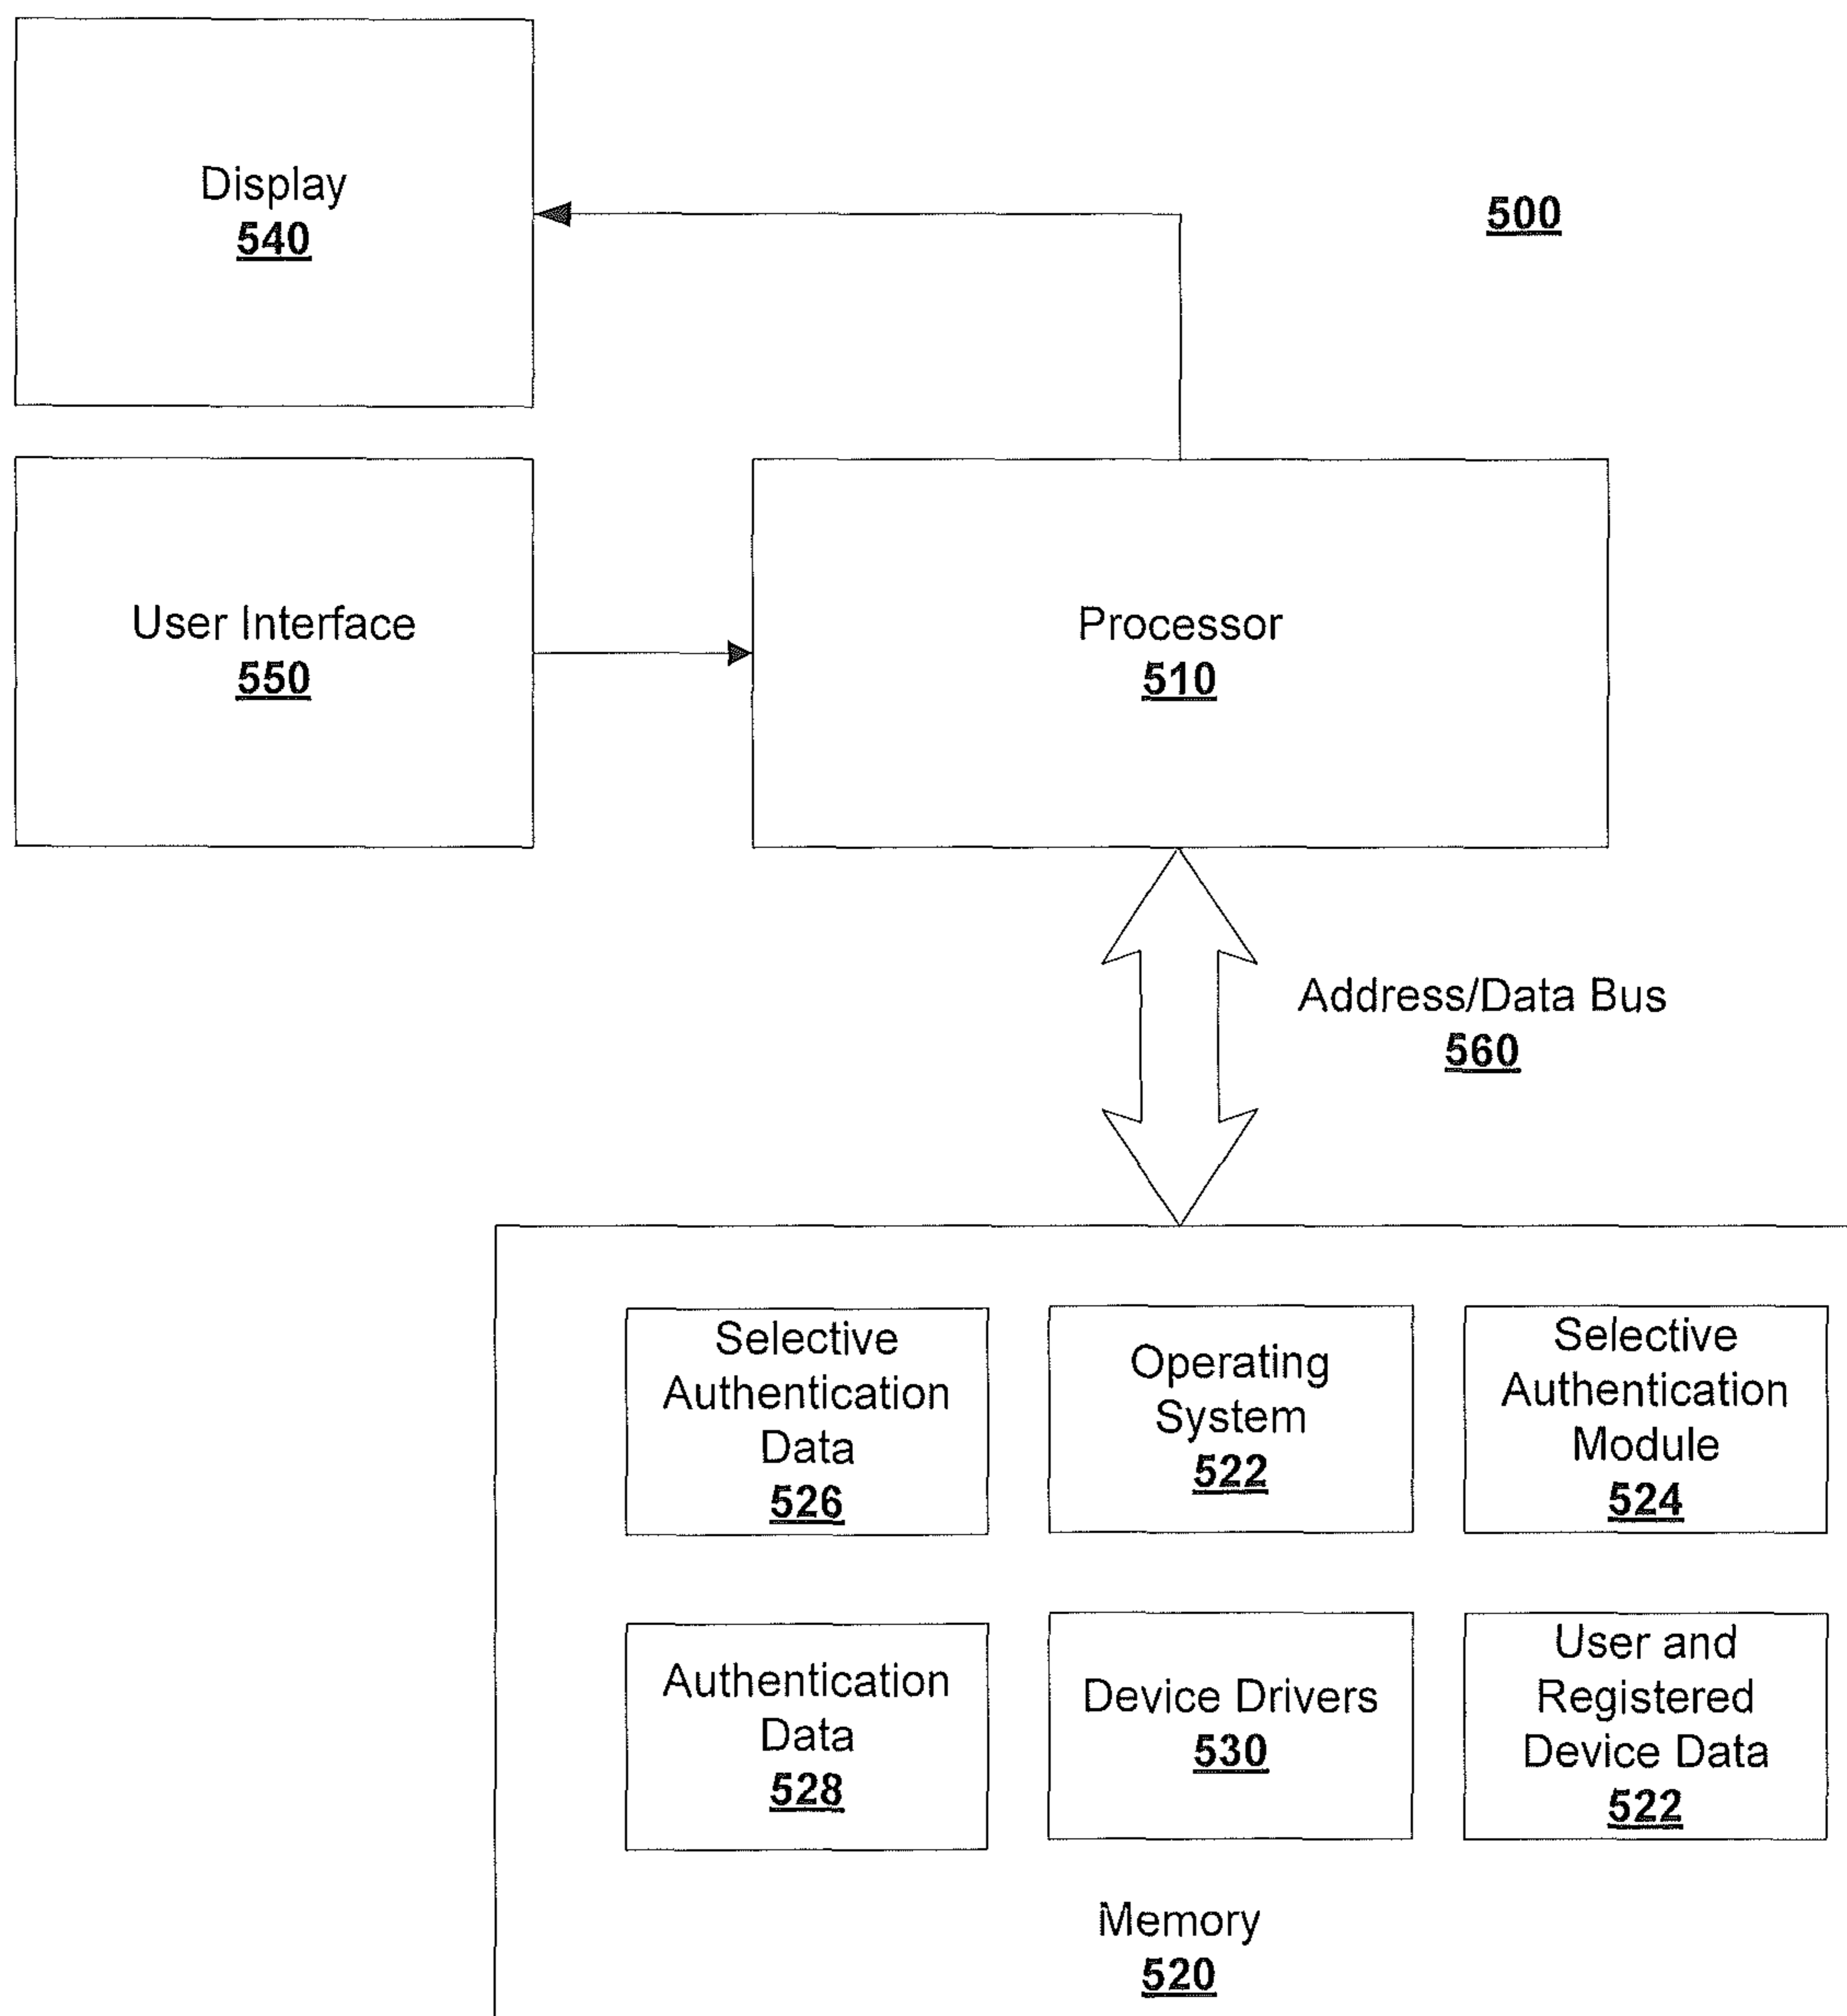 Display
540
500
User Interface
550
Processor
510
Address/Data Bus
560
Selective
Authentication
Data
526
Operating
System
522
Selective
Authentication
Module
524
Authentication
Data
528
Device Drivers
530
User and
Registered
Device Data
522
Memory
520